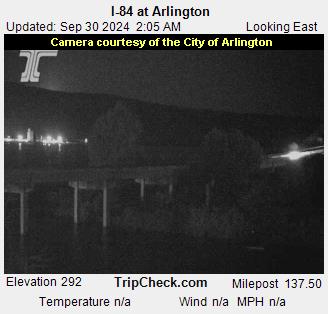 I-84 at Arlington
Updated: Sep 30 2024 2:05 AM Looking East
Camera courtesy of the City of Arlington
Elevation 292 TripCheck.com Milepost 137.50
Temperature n/a Wind n/a MPH n/a